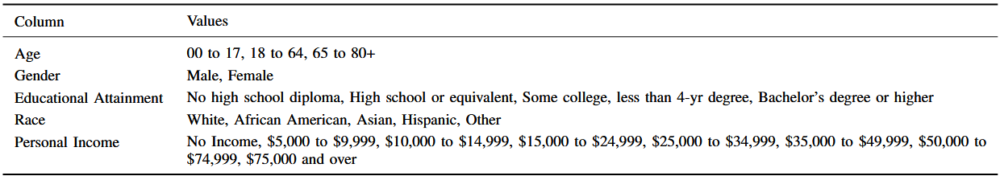 Column Values
Age 00 to 17, 18 to 64, 65 to 80+
Gender Male, Female
Educational Attainment No high school diploma, High school or equivalent, Some college, less than 4-yr degree, Bachelor's degree or higher
Race White, African American, Asian, Hispanic, Other
Personal Income No Income, $5,000 to $9,999, $10,000 to $14,999, $15,000 to $24,999, $25,000 to $34,999, $35,000 to $49,999, $50,000 to
$74,999, $75,000 and over